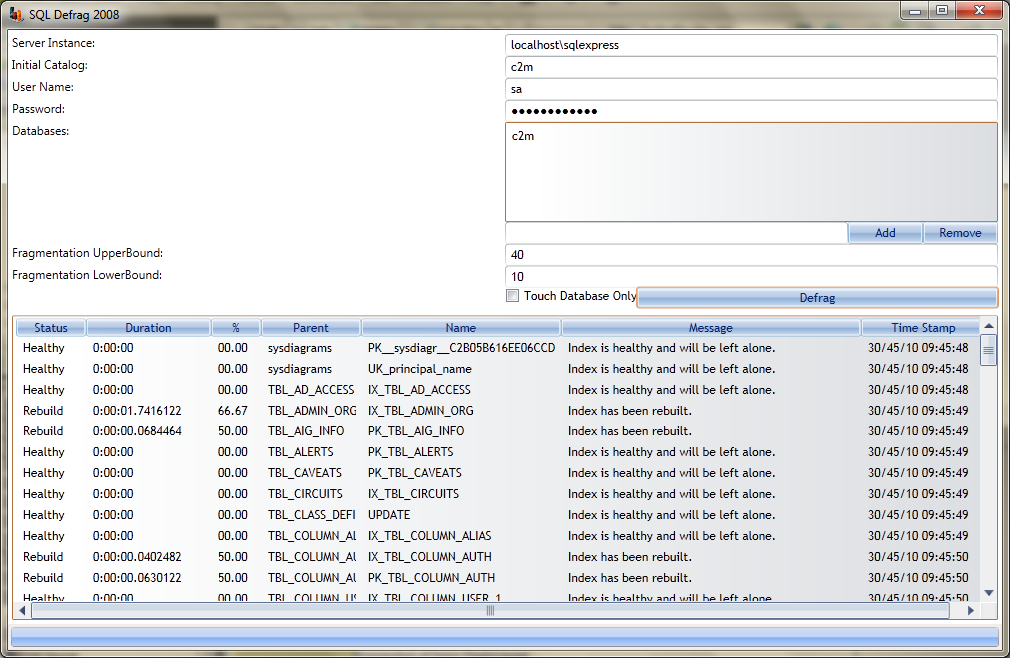 SQL Defrag 2008
Server Instance: localhost\sqlexpress
Initial Catalog: c2m
User Name: sa
Password: ●●●●●●●●●●●●
Databases: c2m
Add Remove
Fragmentation UpperBound: 40
Fragmentation LowerBound: 10
Touch Database Only Defrag
Status Duration % Parent Name Message Time Stamp
Healthy 0:00:00 00.00 sysdiagrams PK__sysdiagr__C2B05B616EE06CCD Index is healthy and will be left alone. 30/45/10 09:45:48
Healthy 0:00:00 00.00 sysdiagrams UK_principal_name Index is healthy and will be left alone. 30/45/10 09:45:48
Healthy 0:00:00 00.00 TBL_AD_ACCESS IX_TBL_AD_ACCESS Index is healthy and will be left alone. 30/45/10 09:45:48
Rebuild 0:00:01.7416122 66.67 TBL_ADMIN_ORG IX_TBL_ADMIN_ORG Index has been rebuilt. 30/45/10 09:45:49
Rebuild 0:00:00.0684464 50.00 TBL_AIG_INFO PK_TBL_AIG_INFO Index has been rebuilt. 30/45/10 09:45:49
Healthy 0:00:00 00.00 TBL_ALERTS PK_TBL_ALERTS Index is healthy and will be left alone. 30/45/10 09:45:49
Healthy 0:00:00 00.00 TBL_CAVEATS PK_TBL_CAVEATS Index is healthy and will be left alone. 30/45/10 09:45:49
Healthy 0:00:00 00.00 TBL_CIRCUITS IX_TBL_CIRCUITS Index is healthy and will be left alone. 30/45/10 09:45:49
Healthy 0:00:00 00.00 TBL_CLASS_DEFI UPDATE Index is healthy and will be left alone. 30/45/10 09:45:49
Healthy 0:00:00 00.00 TBL_COLUMN_AL IX_TBL_COLUMN_ALIAS Index is healthy and will be left alone. 30/45/10 09:45:49
Rebuild 0:00:00.0402482 50.00 TBL_COLUMN_AU IX_TBL_COLUMN_AUTH Index has been rebuilt. 30/45/10 09:45:50
Rebuild 0:00:00.0630122 50.00 TBL_COLUMN_AU PK_TBL_COLUMN_AUTH Index has been rebuilt. 30/45/10 09:45:50
Healthy 0:00:00 00.00 TBL_COLUMN_US IX_TBL_COLUMN_USER_1 Index is healthy and will be left alone. 30/45/10 09:45:50